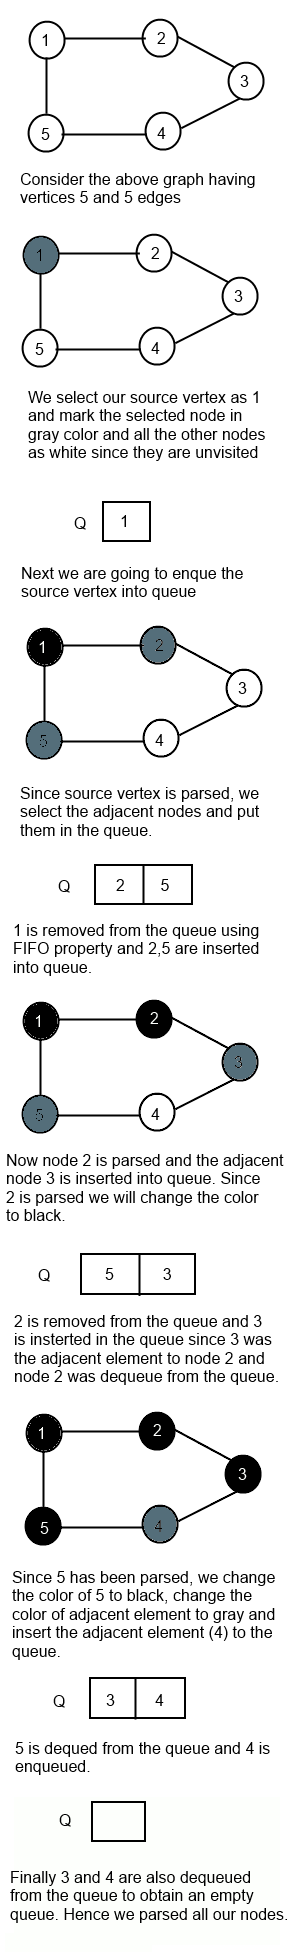 1
2
3
5
4
Consider the above graph having
vertices 5 and 5 edges
1
2
3
5
4
We select our source vertex as 1
and mark the selected node in
gray color and all the other nodes
as white since they are unvisited
Q 1
Next we are going to enque the
source vertex into queue
1
2
3
5
4
Since source vertex is parsed, we
select the adjacent nodes and put
them in the queue.
Q 2 5
1 is removed from the queue using
FIFO property and 2,5 are inserted
into queue.
1
2
3
5
4
Now node 2 is parsed and the adjacent
node 3 is inserted into queue. Since
2 is parsed we will change the color
to black.
Q 5 3
2 is removed from the queue and 3
is insterted in the queue since 3 was
the adjacent element to node 2 and
node 2 was dequeue from the queue.
1
2
3
5
4
Since 5 has been parsed, we change
the color of 5 to black, change the
color of adjacent element to gray and
insert the adjacent element (4) to the
queue.
Q 3 4
5 is dequed from the queue and 4 is
enqueued.
Q
Finally 3 and 4 are also dequeued
from the queue to obtain an empty
queue. Hence we parsed all our nodes.